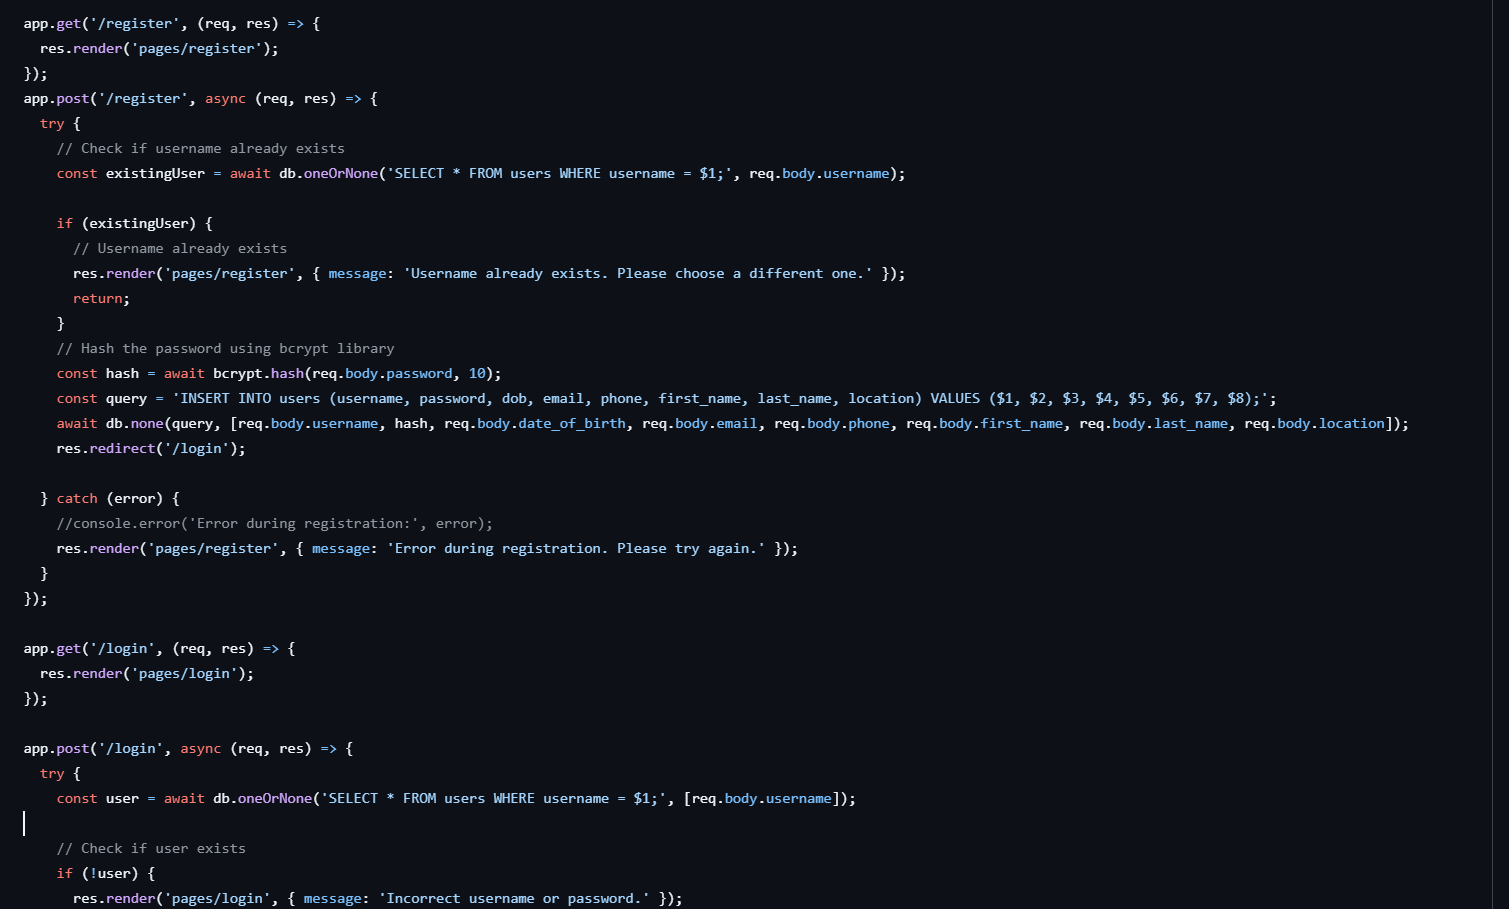 app.get('/register', (req, res) => {
  res.render('pages/register');
});
app.post('/register', async (req, res) => {
  try {
    // Check if username already exists
    const existingUser = await db.oneOrNone('SELECT * FROM users WHERE username = $1;', req.body.username);

    if (existingUser) {
      // Username already exists
      res.render('pages/register', { message: 'Username already exists. Please choose a different one.' });
      return;
    }
    // Hash the password using bcrypt library
    const hash = await bcrypt.hash(req.body.password, 10);
    const query = 'INSERT INTO users (username, password, dob, email, phone, first_name, last_name, location) VALUES ($1, $2, $3, $4, $5, $6, $7, $8);';
    await db.none(query, [req.body.username, hash, req.body.date_of_birth, req.body.email, req.body.phone, req.body.first_name, req.body.last_name, req.body.location]);
    res.redirect('/login');

  } catch (error) {
    //console.error('Error during registration:', error);
    res.render('pages/register', { message: 'Error during registration. Please try again.' });
  }
});

app.get('/login', (req, res) => {
  res.render('pages/login');
});

app.post('/login', async (req, res) => {
  try {
    const user = await db.oneOrNone('SELECT * FROM users WHERE username = $1;', [req.body.username]);

    // Check if user exists
    if (!user) {
      res.render('pages/login', { message: 'Incorrect username or password.' });